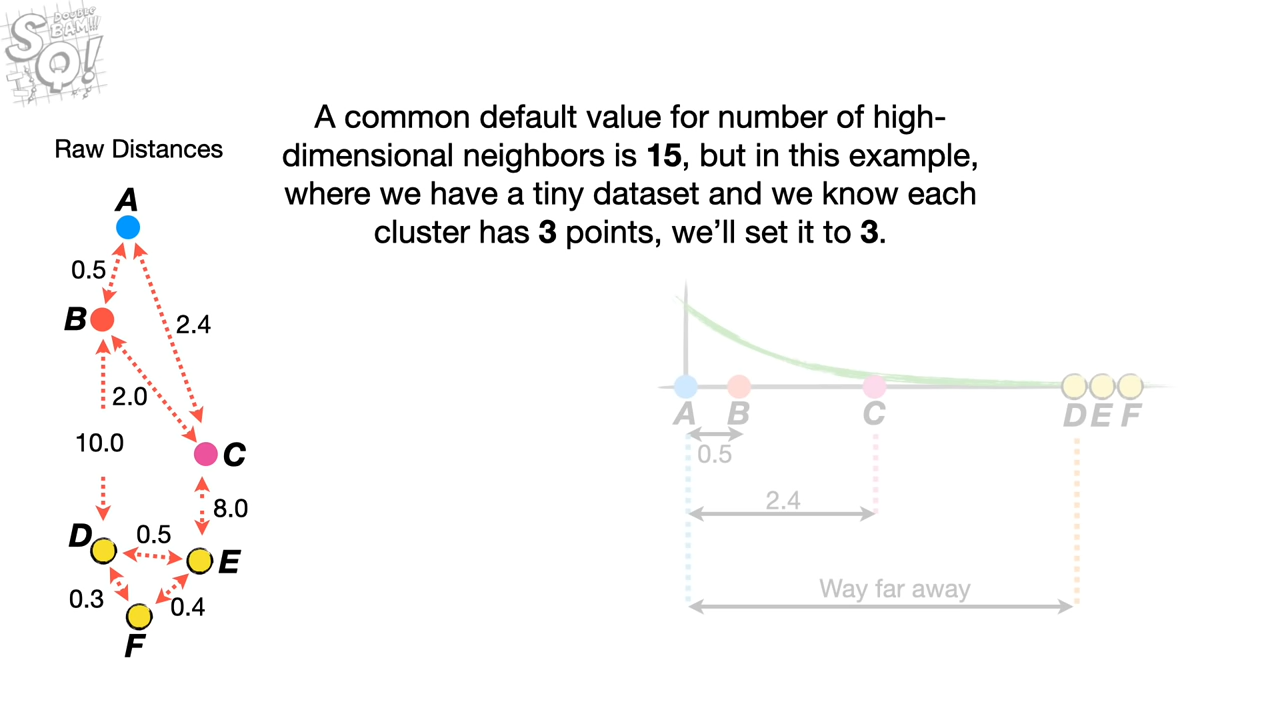 SQ!
DOUBLE
BAM!!!
A common default value for number of high-
dimensional neighbors is 15, but in this example,
where we have a tiny dataset and we know each
cluster has 3 points, we'll set it to 3.
Raw Distances
A
0.5
B
2.4
2.0
10.0
C
8.0
D
0.5
E
0.3
0.4
F
A B C D E F
0.5
2.4
Way far away